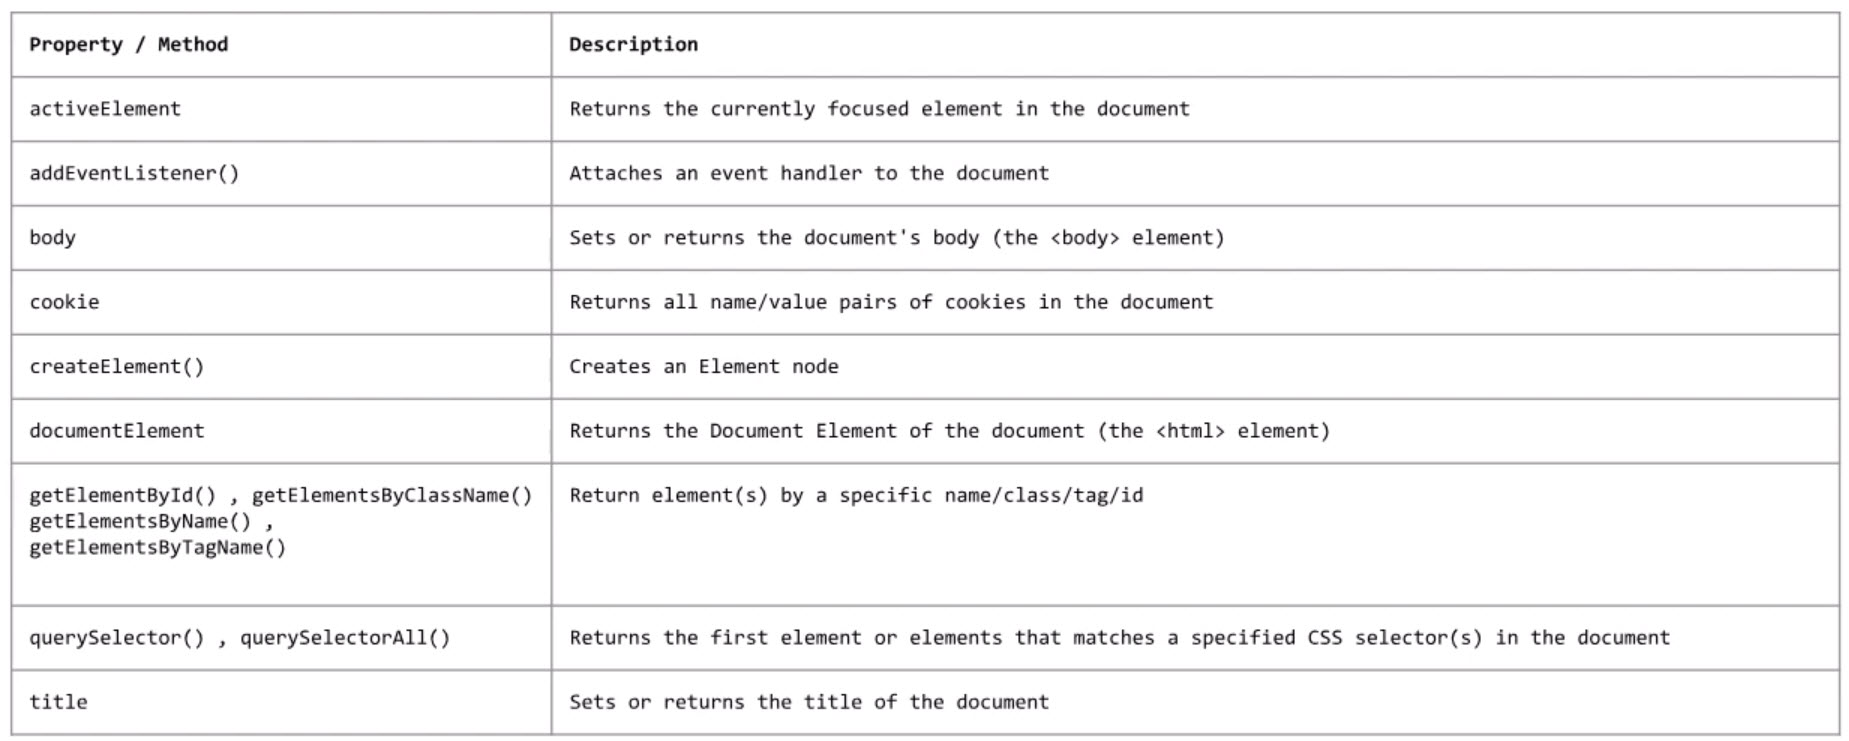 Property / Method
Description
activeElement
Returns the currently focused element in the document
addEventListener()
Attaches an event handler to the document
body
Sets or returns the document's body (the <body> element)
cookie
Returns all name/value pairs of cookies in the document
createElement()
Creates an Element node
documentElement
Returns the Document Element of the document (the <html> element)
getElementById() , getElementsByClassName()
getElementsByName() ,
getElementsByTagName()
Return element(s) by a specific name/class/tag/id
querySelector() , querySelectorAll()
Returns the first element or elements that matches a specified CSS selector(s) in the document
title
Sets or returns the title of the document